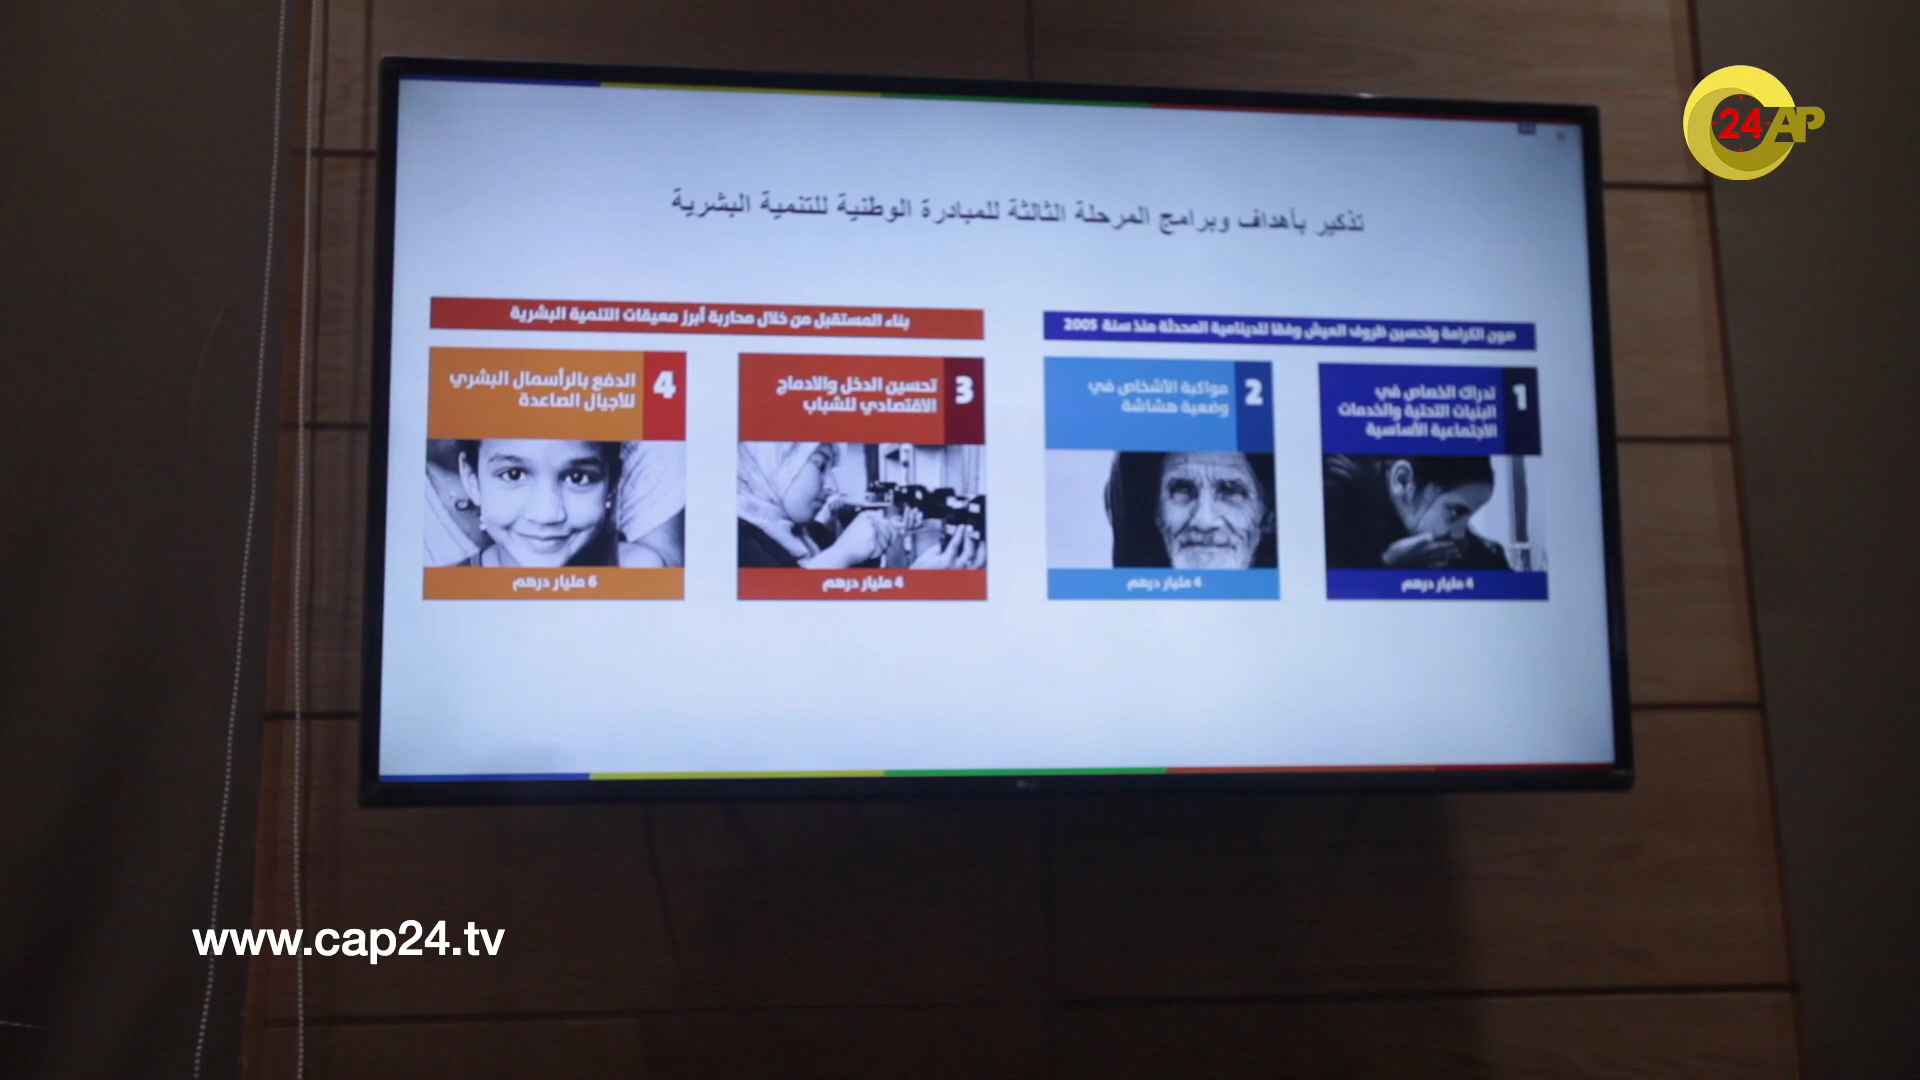 24 AP
تذكير بأهداف وبرامج المرحلة الثالثة للمبادرة الوطنية للتنمية البشرية
صون الكرامة وتحسين ظروف العيش وفقا للدينامية المحدثة منذ سنة 2005
بناء المستقبل من خلال محاربة أبرز معيقات التنمية البشرية
1
تدراك الخصاص في
البنيات التحتية والخدمات
الاجتماعية الأساسية
4 مليار درهم
2
مواكبة الأشخاص في
وضعية هشاشة
4 مليار درهم
3
تحسين الدخل والادماج
الاقتصادي للشباب
4 مليار درهم
4
الدفع بالرأسمال البشري
للأجيال الصاعدة
6 مليار درهم
www.cap24.tv